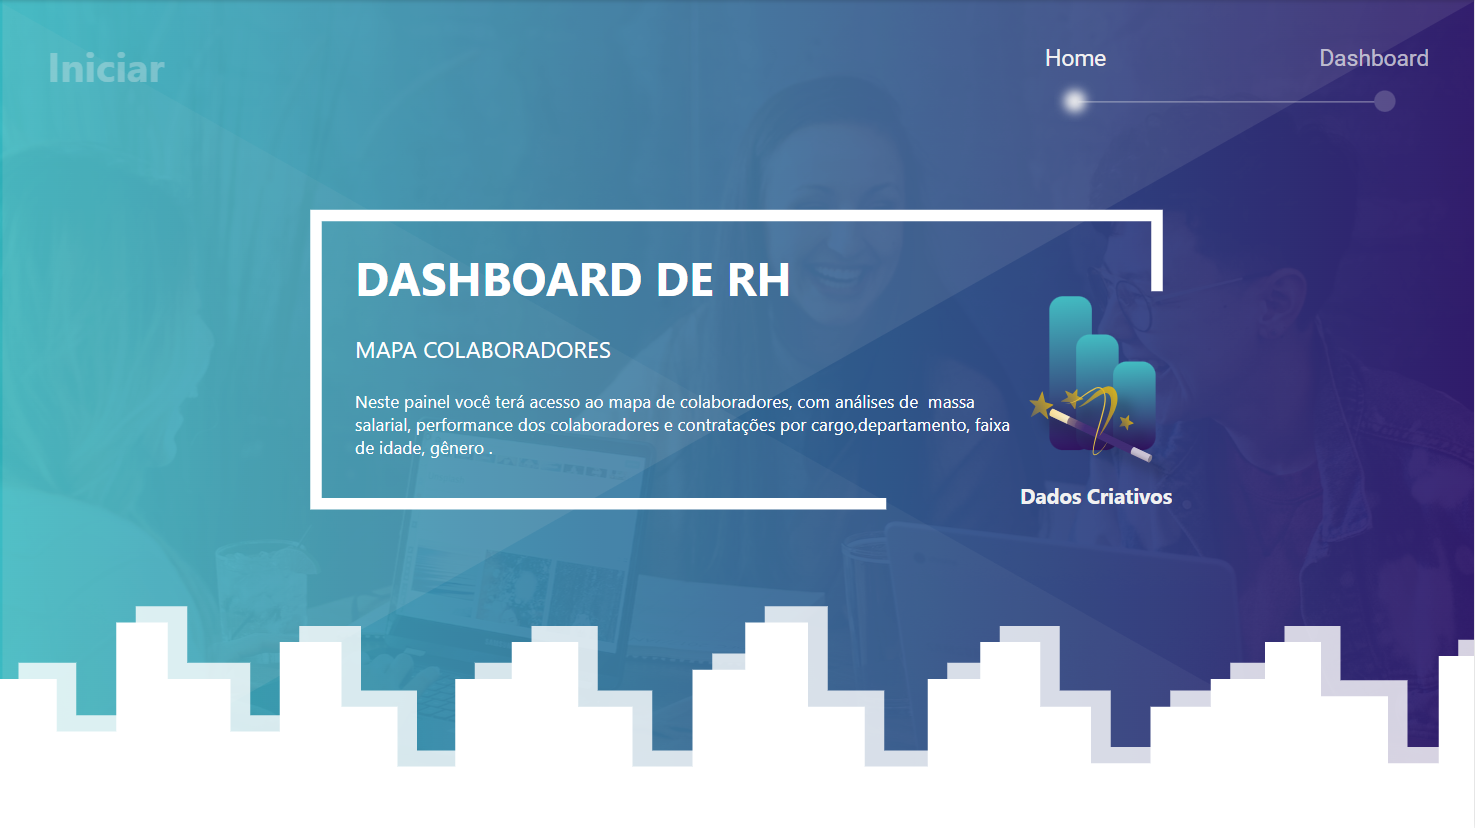 Iniciar
Home
Dashboard
DASHBOARD DE RH
MAPA COLABORADORES
Neste painel você terá acesso ao mapa de colaboradores, com análises de  massa
salarial, performance dos colaboradores e contratações por cargo,departamento, faixa
de idade, gênero .
Dados Criativos